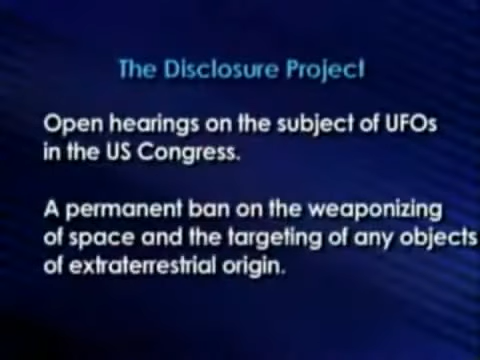 The Disclosure Project
Open hearings on the subject of UFOs
in the US Congress.
A permanent ban on the weaponizing
of space and the targeting of any objects
of extraterrestrial origin.